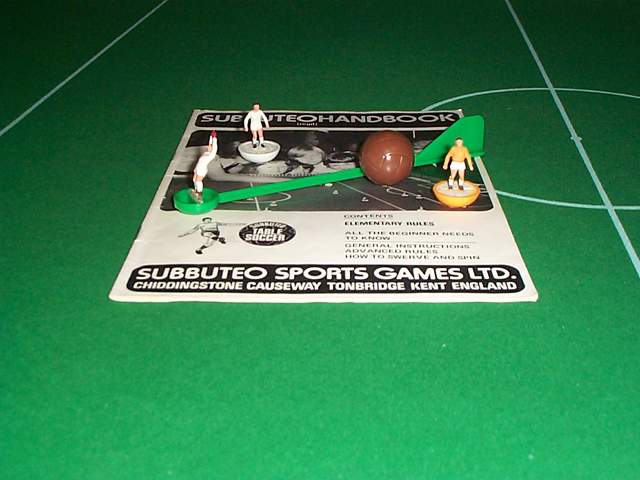 SUBBUTEO HANDBOOK
SUBBUTEO
TABLE
SOCCER
CONTENTS
ELEMENTARY RULES
ALL THE BEGINNER NEEDS
TO KNOW
GENERAL INSTRUCTIONS
ADVANCED RULES
HOW TO SWERVE AND SPIN
SUBBUTEO SPORTS GAMES LTD.
CHIDDINGSTONE CAUSEWAY TONBRIDGE KENT ENGLAND